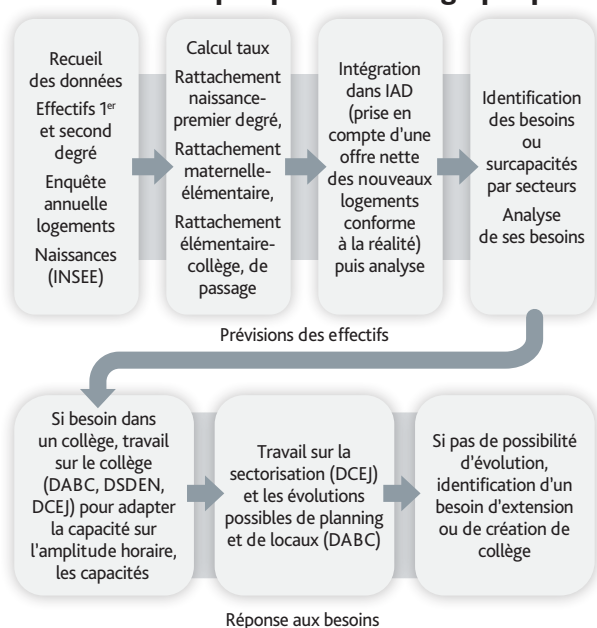 Recueil
des données
Effectifs 1er
et second
degré
Enquête
annuelle
logements
Naissances
(INSEE)
Calcul taux
Rattachement
naissance-
premier degré,
Rattachement
maternelle-
élémentaire,
Rattachement
élémentaire-
collège, de
passage
Intégration
dans IAD
(prise en
compte d'une
offre nette
des nouveaux
logements
conforme
à la réalité)
puis analyse
Identification
des besoins
ou
surcapacités
par secteurs
Analyse
de ses besoins
Prévisions des effectifs
Si besoin dans
un collège, travail
sur le collège
(DABC, DSDEN,
DCEJ) pour adapter
la capacité sur
l'amplitude horaire,
les capacités
Travail sur la
sectorisation (DCEJ)
et les évolutions
possibles de planning
et de locaux (DABC)
Si pas de possibilité
d'évolution,
identification d'un
besoin d'extension
ou de création de
collège
Réponse aux besoins